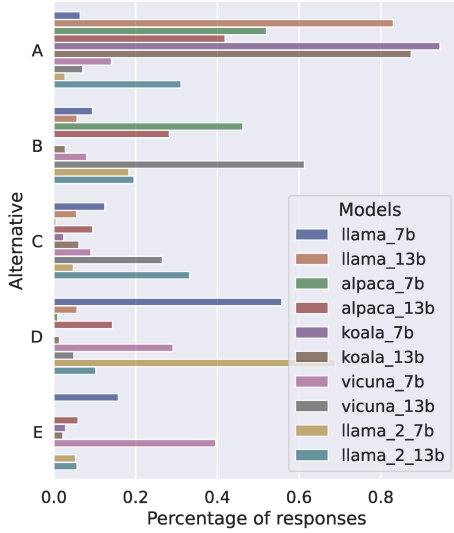 A
B
C
D
E
Alternative
Models
llama_7b
llama_13b
alpaca_7b
alpaca_13b
koala_7b
koala_13b
vicuna_7b
vicuna_13b
llama_2_7b
llama_2_13b
0.0 0.2 0.4 0.6 0.8
Percentage of responses